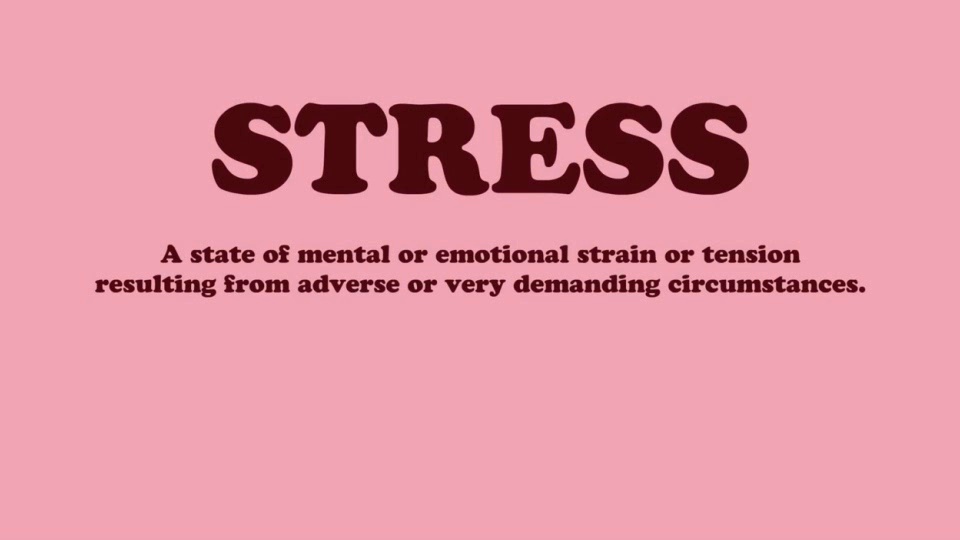 STRESS
A state of mental or emotional strain or tension
resulting from adverse or very demanding circumstances.